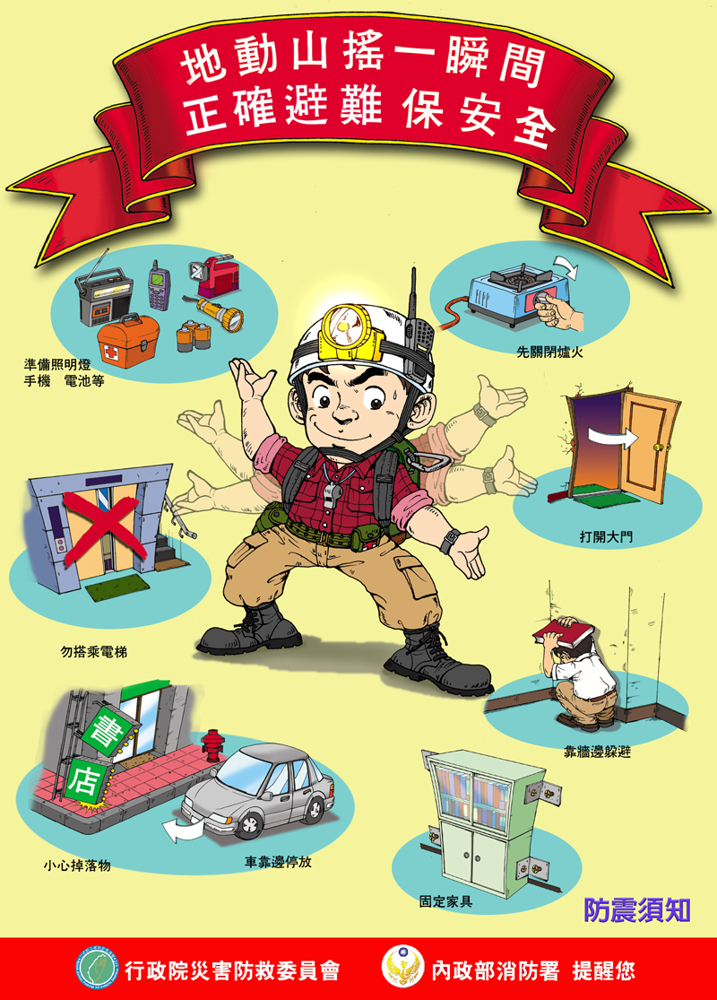 地動山搖一瞬間
正確避難 保安全
準備照明燈
手機 電池等
先關閉爐火
打開大門
勿搭乘電梯
靠牆邊躲避
書
店
小心掉落物
車靠邊停放
固定家具
防震須知
行政院災害防救委員會
內政部消防署 提醒您